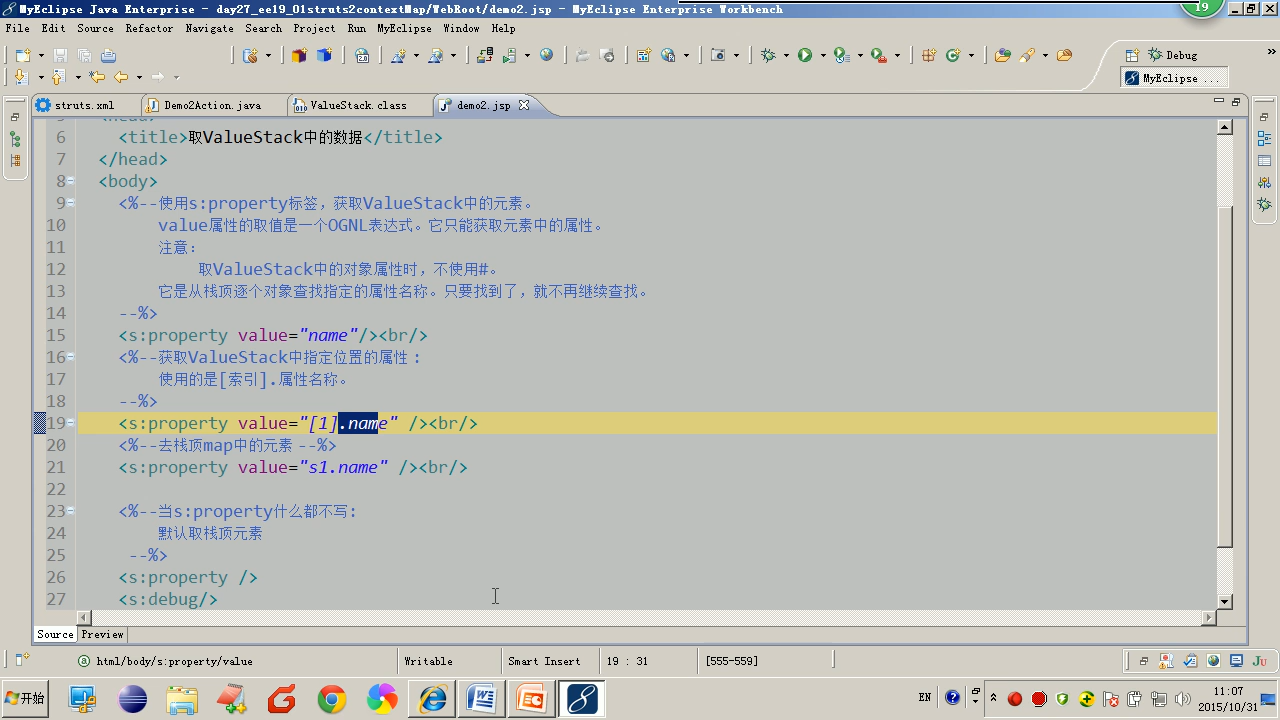 MyEclipse Java Enterprise - day27_ee19_01struts2contextMap/WebRoot/demo2.jsp - MyEclipse Enterprise Workbench
19
File Edit Source Refactor Navigate Search Project Run MyEclipse Window Help
Debug
MyEclipse ...
struts.xml Demo2Action.java ValueStack.class demo2.jsp
6 <title>取ValueStack中的数据</title>
7 </head>
8 <body>
9 <%--使用s:property标签，获取ValueStack中的元素。
10 value属性的取值是一个OGNL表达式。它只能获取元素中的属性。
11 注意：
12 取ValueStack中的对象属性时，不使用#。
13 它是从栈顶逐个对象查找指定的属性名称。只要找到了，就不再继续查找。
14 --%>
15 <s:property value="name"/><br/>
16 <%--获取ValueStack中指定位置的属性：
17 使用的是[索引].属性名称。
18 --%>
19 <s:property value="[1].name" /><br/>
20 <%--去栈顶map中的元素 --%>
21 <s:property value="s1.name" /><br/>
22
23 <%--当s:property什么都不写:
24 默认取栈顶元素
25 --%>
26 <s:property />
27 <s:debug/>
Source Preview
html/body/s:property/value Writable Smart Insert 19 : 31 [555-559]
开始 EN 11:07
2015/10/31